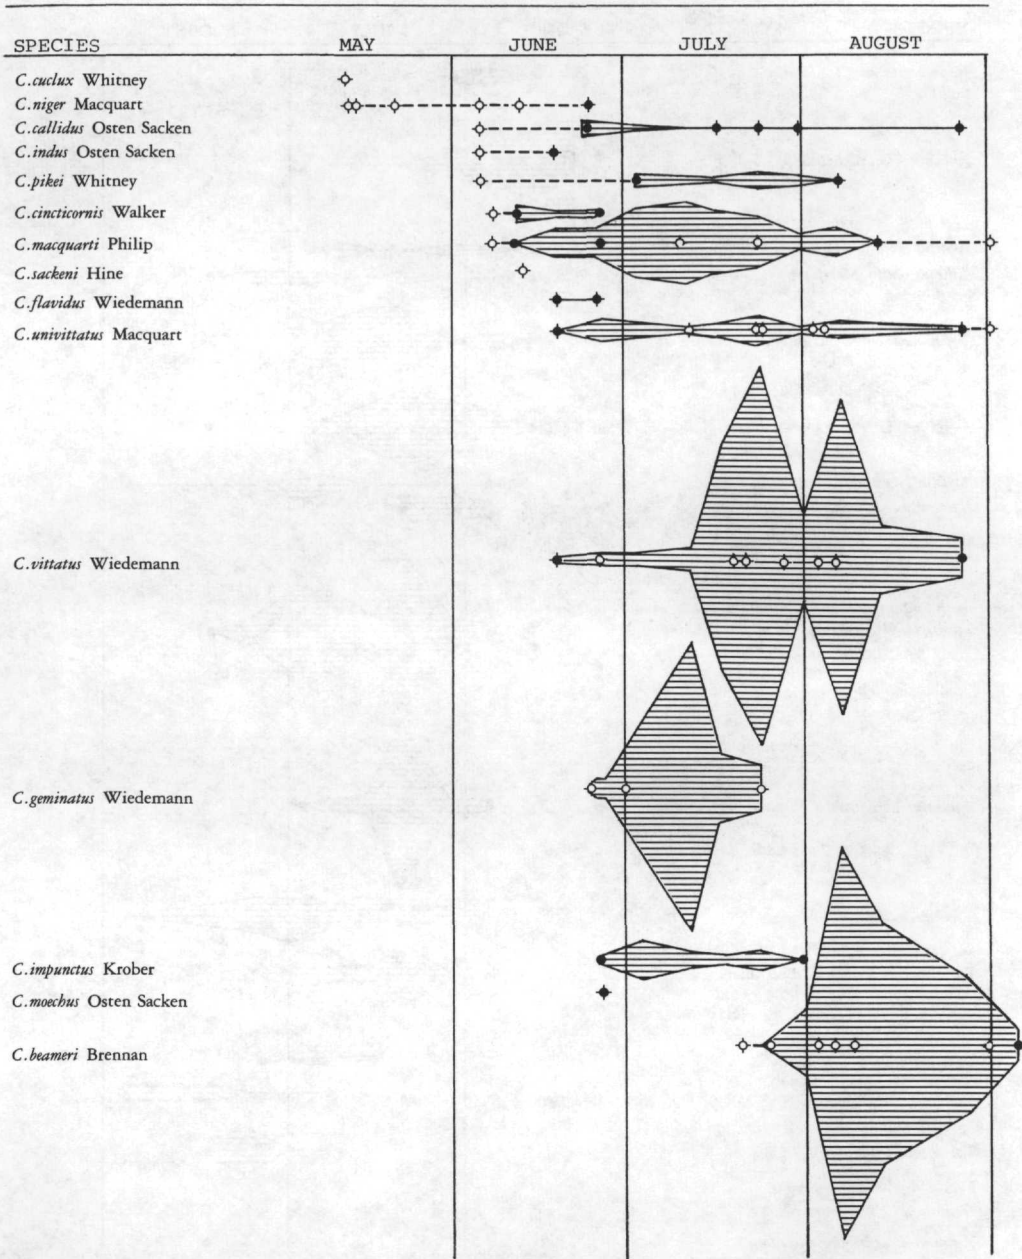 SPECIES MAY JUNE JULY AUGUST
C.cuclux Whitney
C.niger Macquart
C.callidus Osten Sacken
C.indus Osten Sacken
C.pikei Whitney
C.cincticornis Walker
C.macquarti Philip
C.sackeni Hine
C.flavidus Wiedemann
C.univittatus Macquart
C.vittatus Wiedemann
C.geminatus Wiedemann
C.impunctus Krober
C.moechus Osten Sacken
C.beameri Brennan